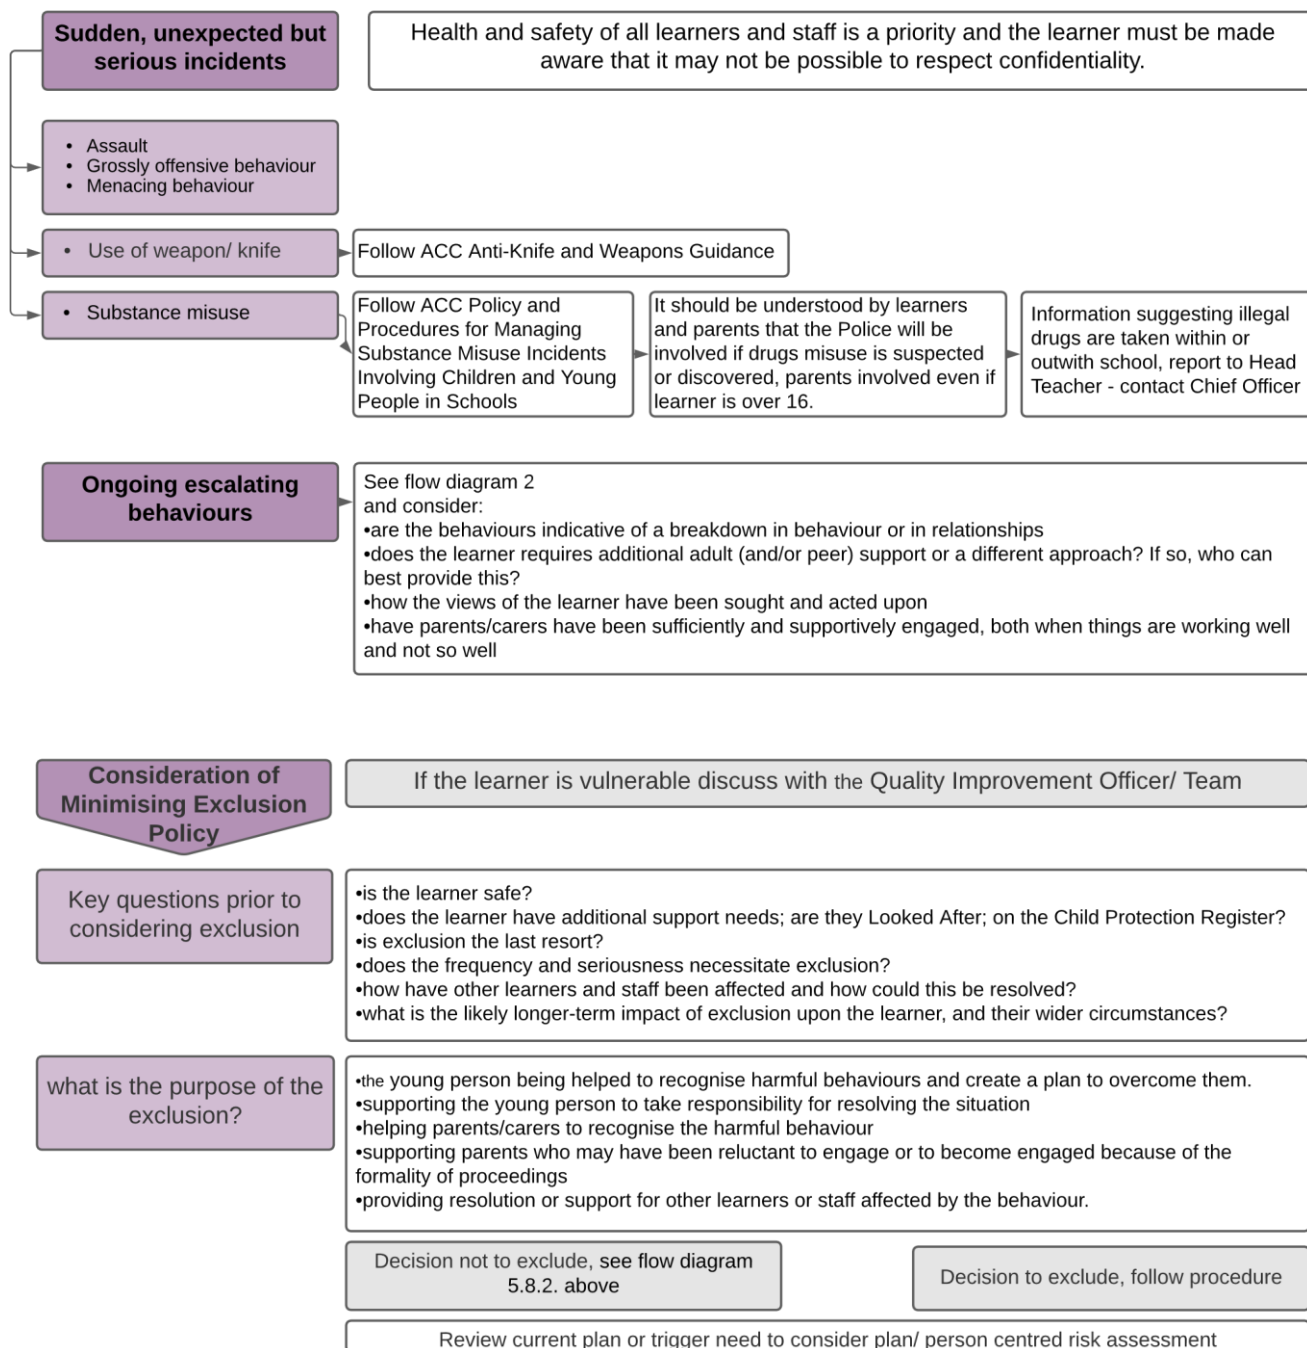 Sudden, unexpected but
serious incidents
Health and safety of all learners and staff is a priority and the learner must be made
aware that it may not be possible to respect confidentiality.
• Assault
• Grossly offensive behaviour
• Menacing behaviour
• Use of weapon/ knife
Follow ACC Anti-Knife and Weapons Guidance
• Substance misuse
Follow ACC Policy and
Procedures for Managing
Substance Misuse Incidents
Involving Children and Young
People in Schools
It should be understood by learners
and parents that the Police will be
involved if drugs misuse is suspected
or discovered, parents involved even if
learner is over 16.
Information suggesting illegal
drugs are taken within or
outwith school, report to Head
Teacher - contact Chief Officer
Ongoing escalating
behaviours
See flow diagram 2
and consider:
•are the behaviours indicative of a breakdown in behaviour or in relationships
•does the learner requires additional adult (and/or peer) support or a different approach? If so, who can
best provide this?
•how the views of the learner have been sought and acted upon
•have parents/carers have been sufficiently and supportively engaged, both when things are working well
and not so well
Consideration of
Minimising Exclusion
Policy
If the learner is vulnerable discuss with the Quality Improvement Officer/ Team
Key questions prior to
considering exclusion
•is the learner safe?
•does the learner have additional support needs; are they Looked After; on the Child Protection Register?
•is exclusion the last resort?
•does the frequency and seriousness necessitate exclusion?
•how have other learners and staff been affected and how could this be resolved?
•what is the likely longer-term impact of exclusion upon the learner, and their wider circumstances?
what is the purpose of the
exclusion?
•the young person being helped to recognise harmful behaviours and create a plan to overcome them.
•supporting the young person to take responsibility for resolving the situation
•helping parents/carers to recognise the harmful behaviour
•supporting parents who may have been reluctant to engage or to become engaged because of the
formality of proceedings
•providing resolution or support for other learners or staff affected by the behaviour.
Decision not to exclude, see flow diagram
5.8.2. above
Decision to exclude, follow procedure
Review current plan or trigger need to consider plan/ person centred risk assessment